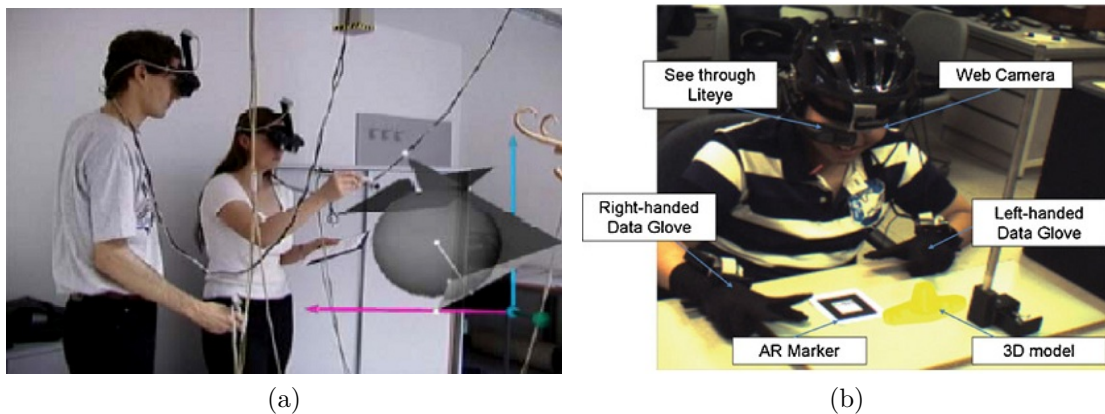 See through
Liteye
Web Camera
Right-handed
Data Glove
Left-handed
Data Glove
AR Marker
3D model
(a)
(b)